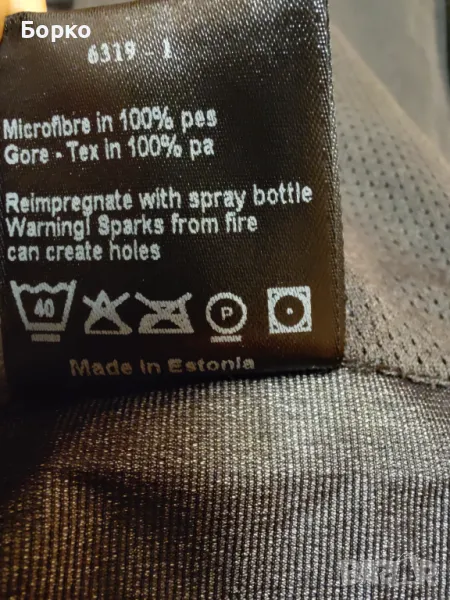 Борко
6319 - 1
Microfibre in 100% pes
Gore - Tex in 100% pa
Reimpregnate with spray bottle
Warning! Sparks from fire
can create holes
40 P
Made in Estonia